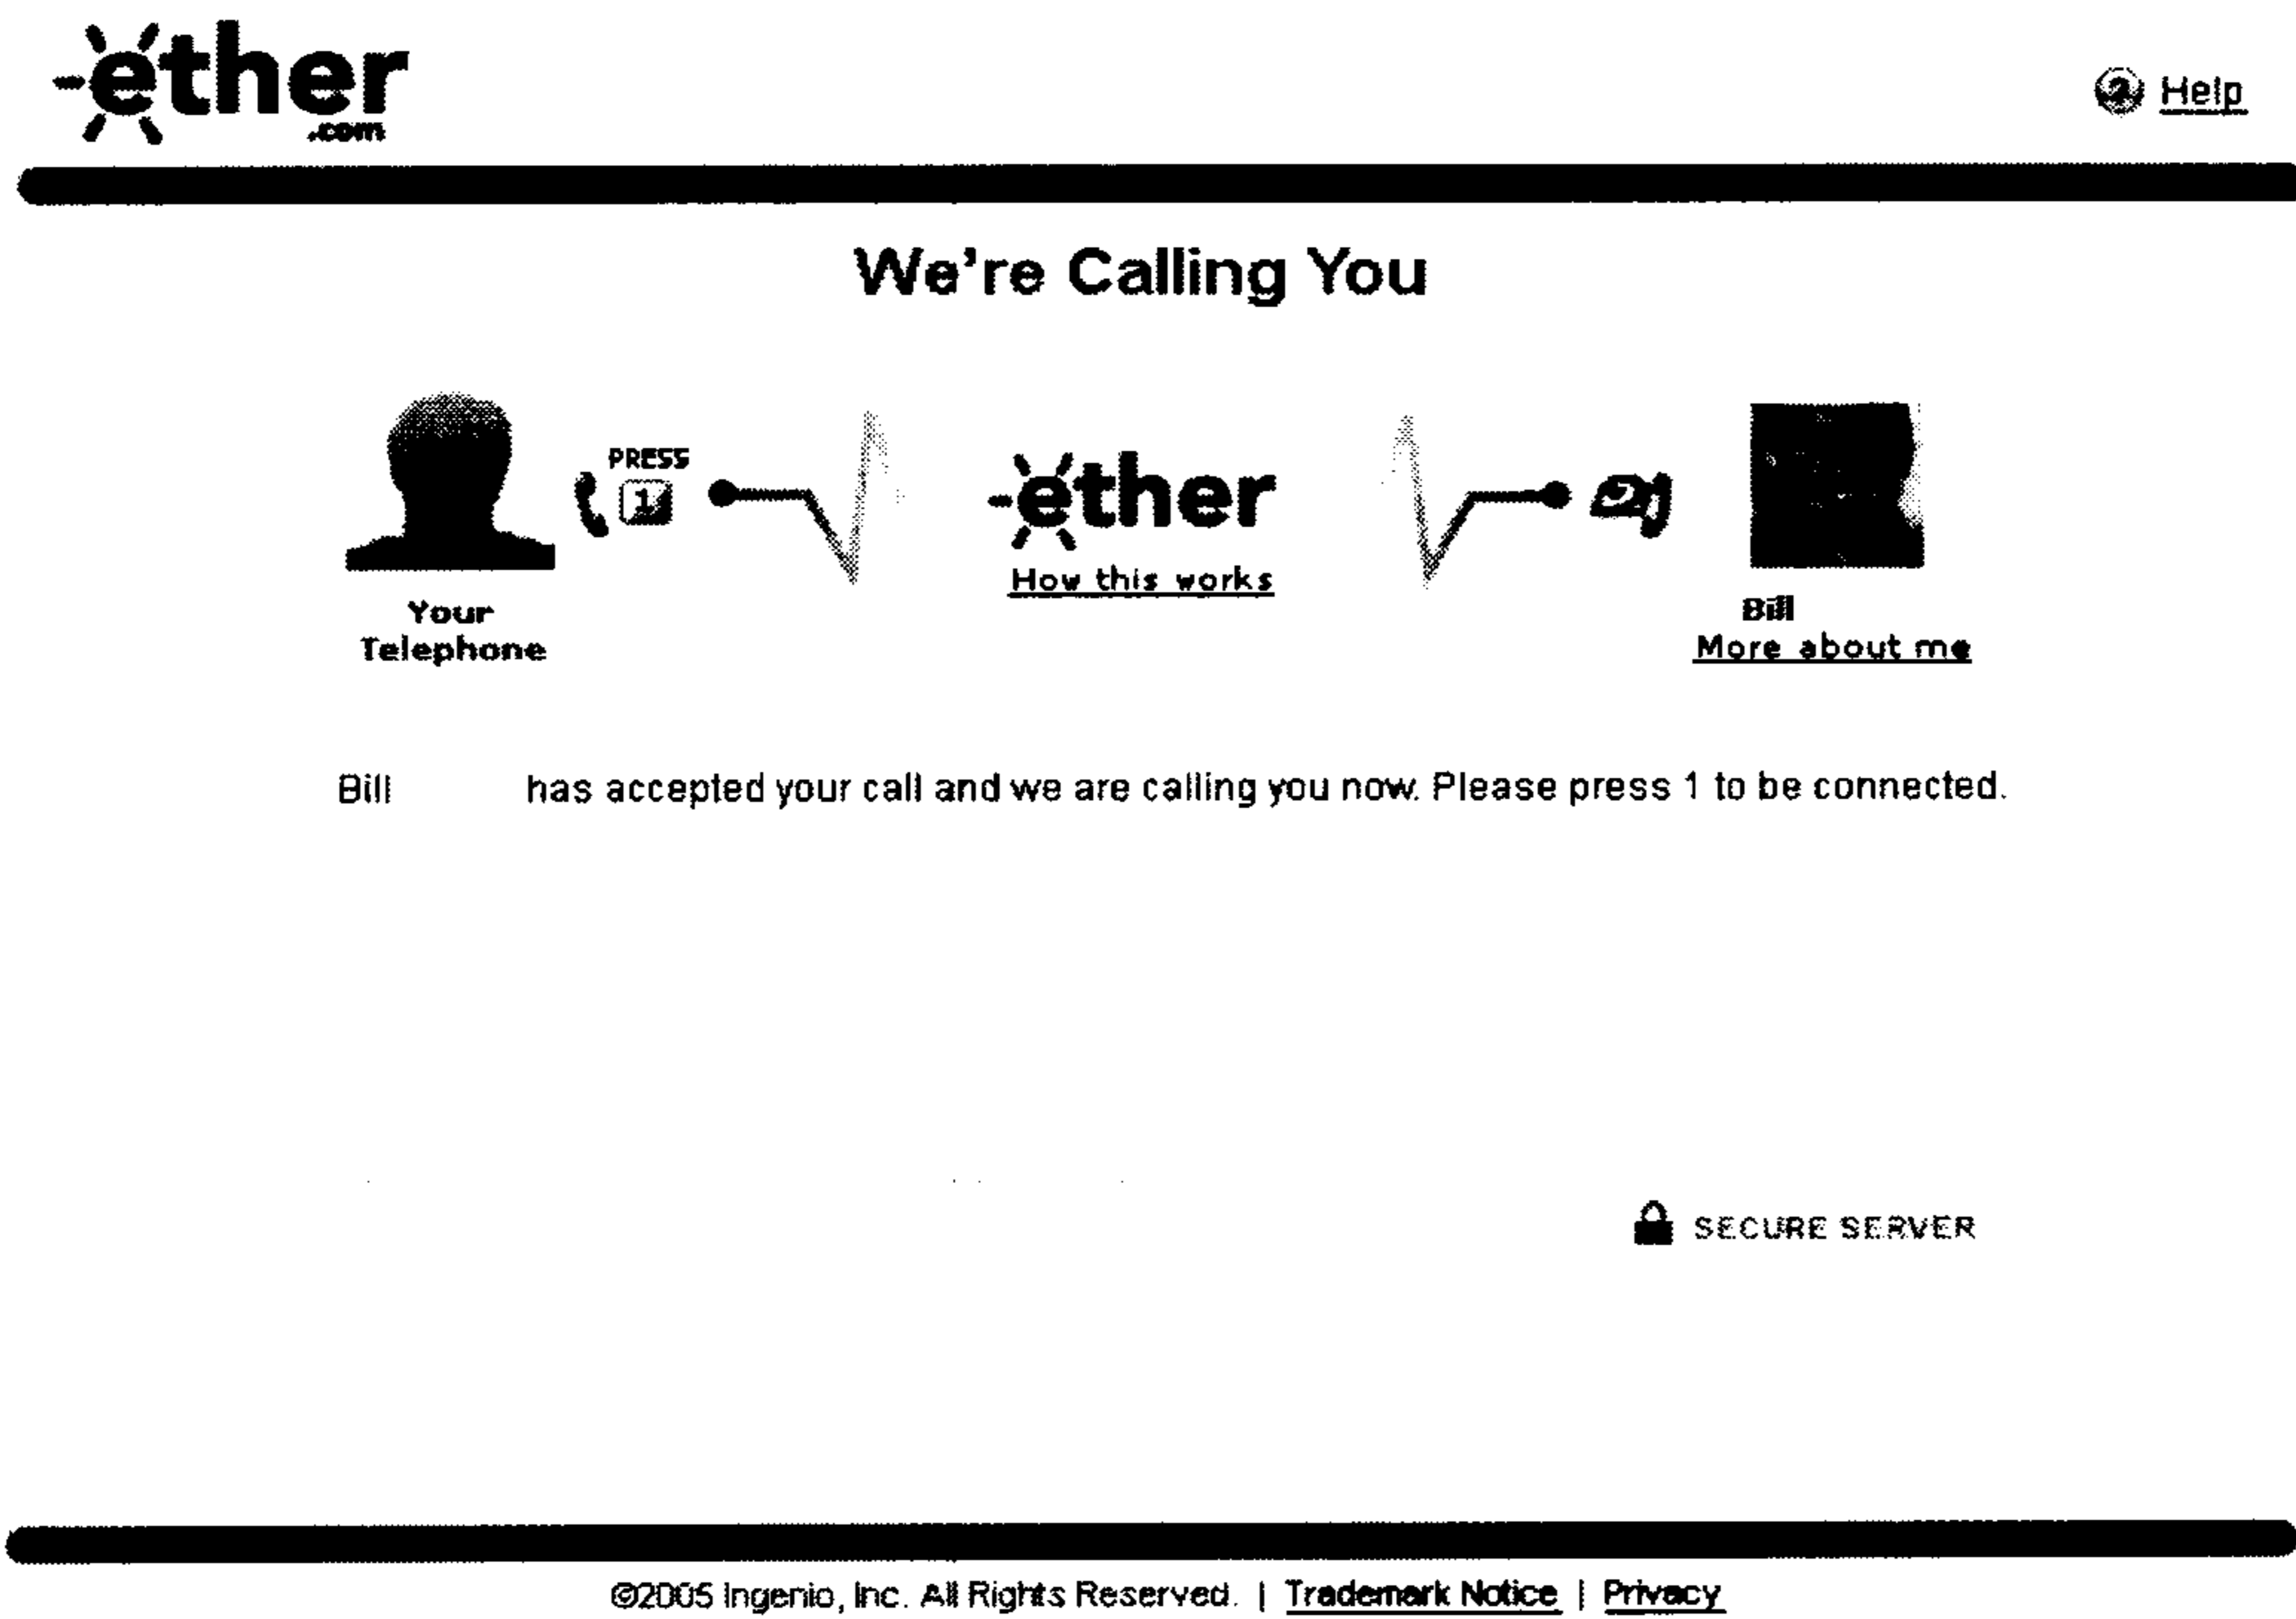 ether
.com
? Help
We're Calling You
PRESS
1
ether
How this works
Your
Telephone
Bill
More about me
Bill has accepted your call and we are calling you now. Please press 1 to be connected.
SECURE SERVER
©2005 Ingenio, Inc. All Rights Reserved. | Trademark Notice | Privacy